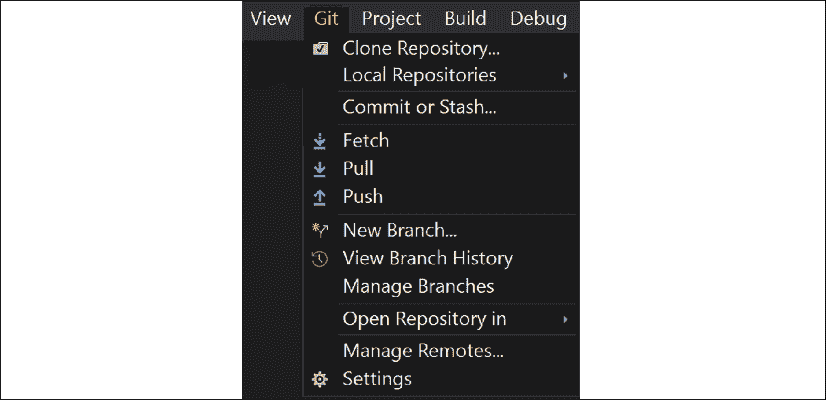 View Git Project Build Debug
Clone Repository...
Local Repositories
Commit or Stash...
Fetch
Pull
Push
New Branch...
View Branch History
Manage Branches
Open Repository in
Manage Remotes...
Settings